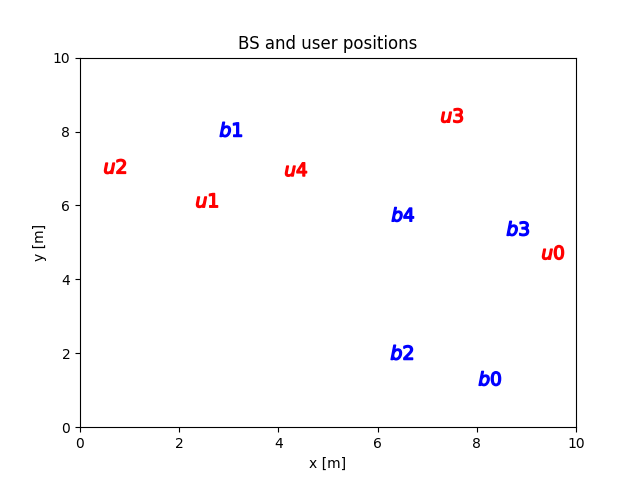 BS and user positions
10
8
6
4
2
0
y [m]
u3
b1
u2
u4
u1
b4
b3
u0
b2
b0
0 2 4 6 8 10
x [m]